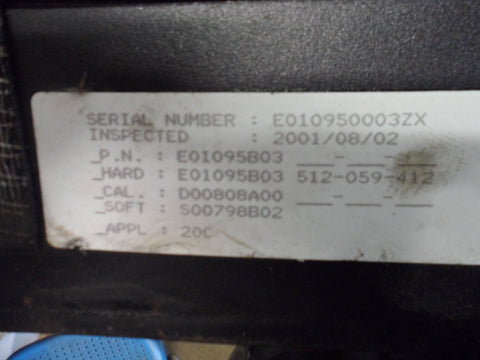 SERIAL NUMBER : E010950003ZX
INSPECTED : 2001/08/02
_P.N. : E01095B03 ___-___-___
_HARD : E01095B03 512-059-412
_CAL. : D00808A00
_SOFT : S00798B02 ___-___-___
_APPL : 20C